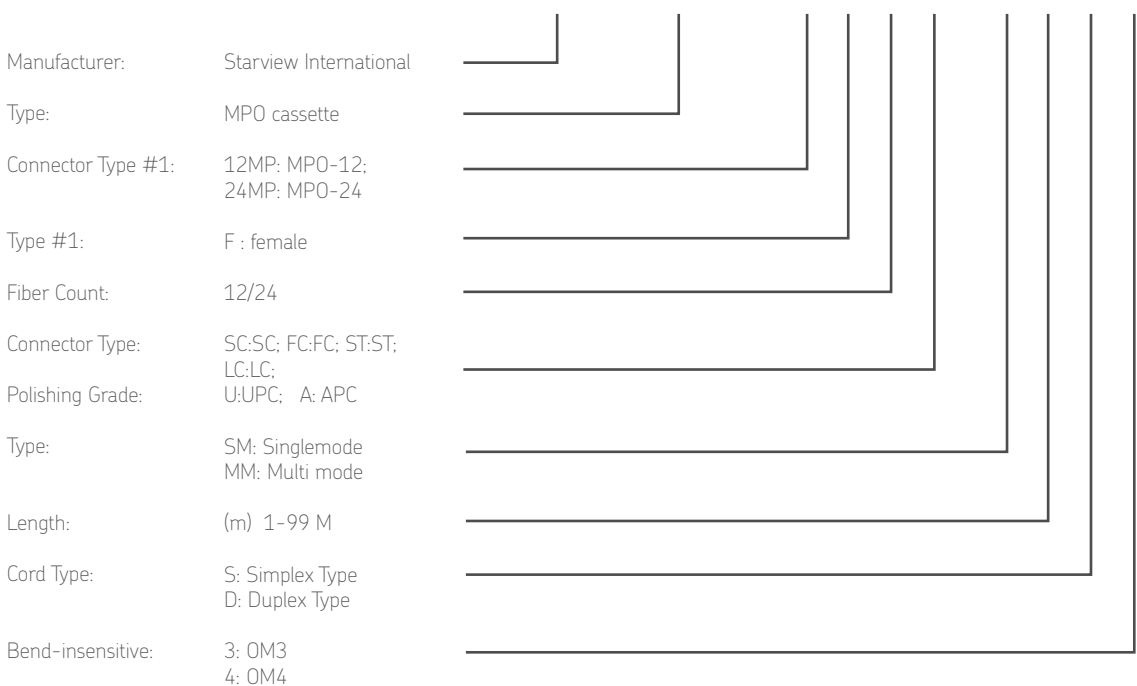 Manufacturer: Starview International
Type: MPO cassette
Connector Type #1: 12MP: MPO-12;
24MP: MPO-24
Type #1: F : female
Fiber Count: 12/24
Connector Type: SC:SC; FC:FC; ST:ST;
LC:LC;
Polishing Grade: U:UPC; A: APC
Type: SM: Singlemode
MM: Multi mode
Length: (m) 1-99 M
Cord Type: S: Simplex Type
D: Duplex Type
Bend-insensitive: 3: OM3
4: OM4